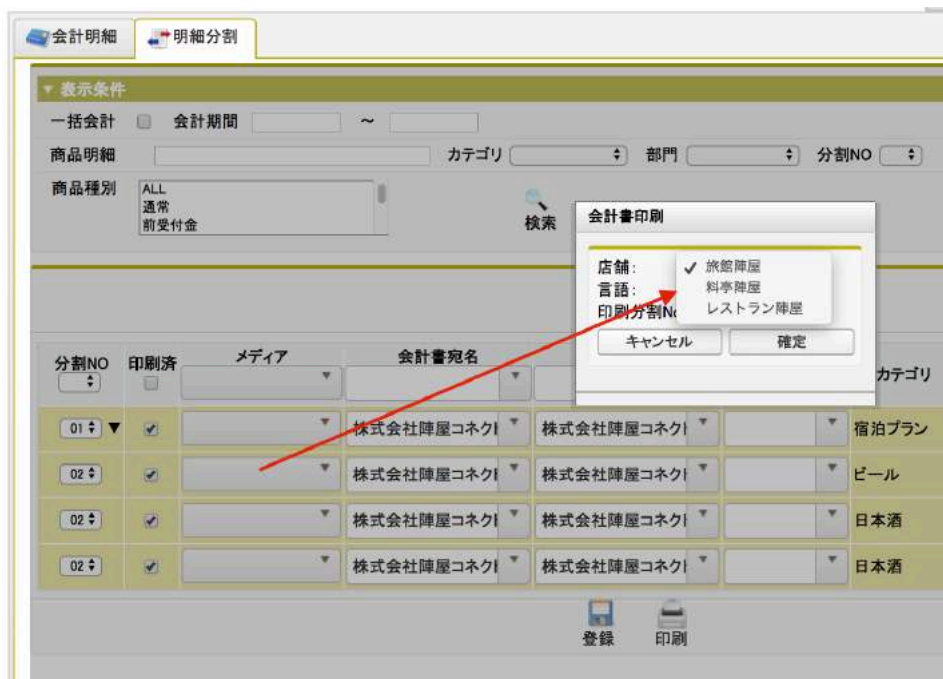 会計明細 明細分割
▼ 表示条件
一括会計 会計期間 ~
商品明細 カテゴリ 部門 分割NO
商品種別 ALL
通常
前受付金
検索
会計書印刷
店舗: ✓ 旅館陣屋
言語: 料亭陣屋
レストラン陣屋
印刷分割No
キャンセル 確定
分割NO 印刷済 メディア 会計書宛名 カテゴリ
01 ▼ 株式会社陣屋コネクト 株式会社陣屋コネクト 宿泊プラン
02 株式会社陣屋コネクト 株式会社陣屋コネクト ビール
02 株式会社陣屋コネクト 株式会社陣屋コネクト 日本酒
02 株式会社陣屋コネクト 株式会社陣屋コネクト 日本酒
登録 印刷